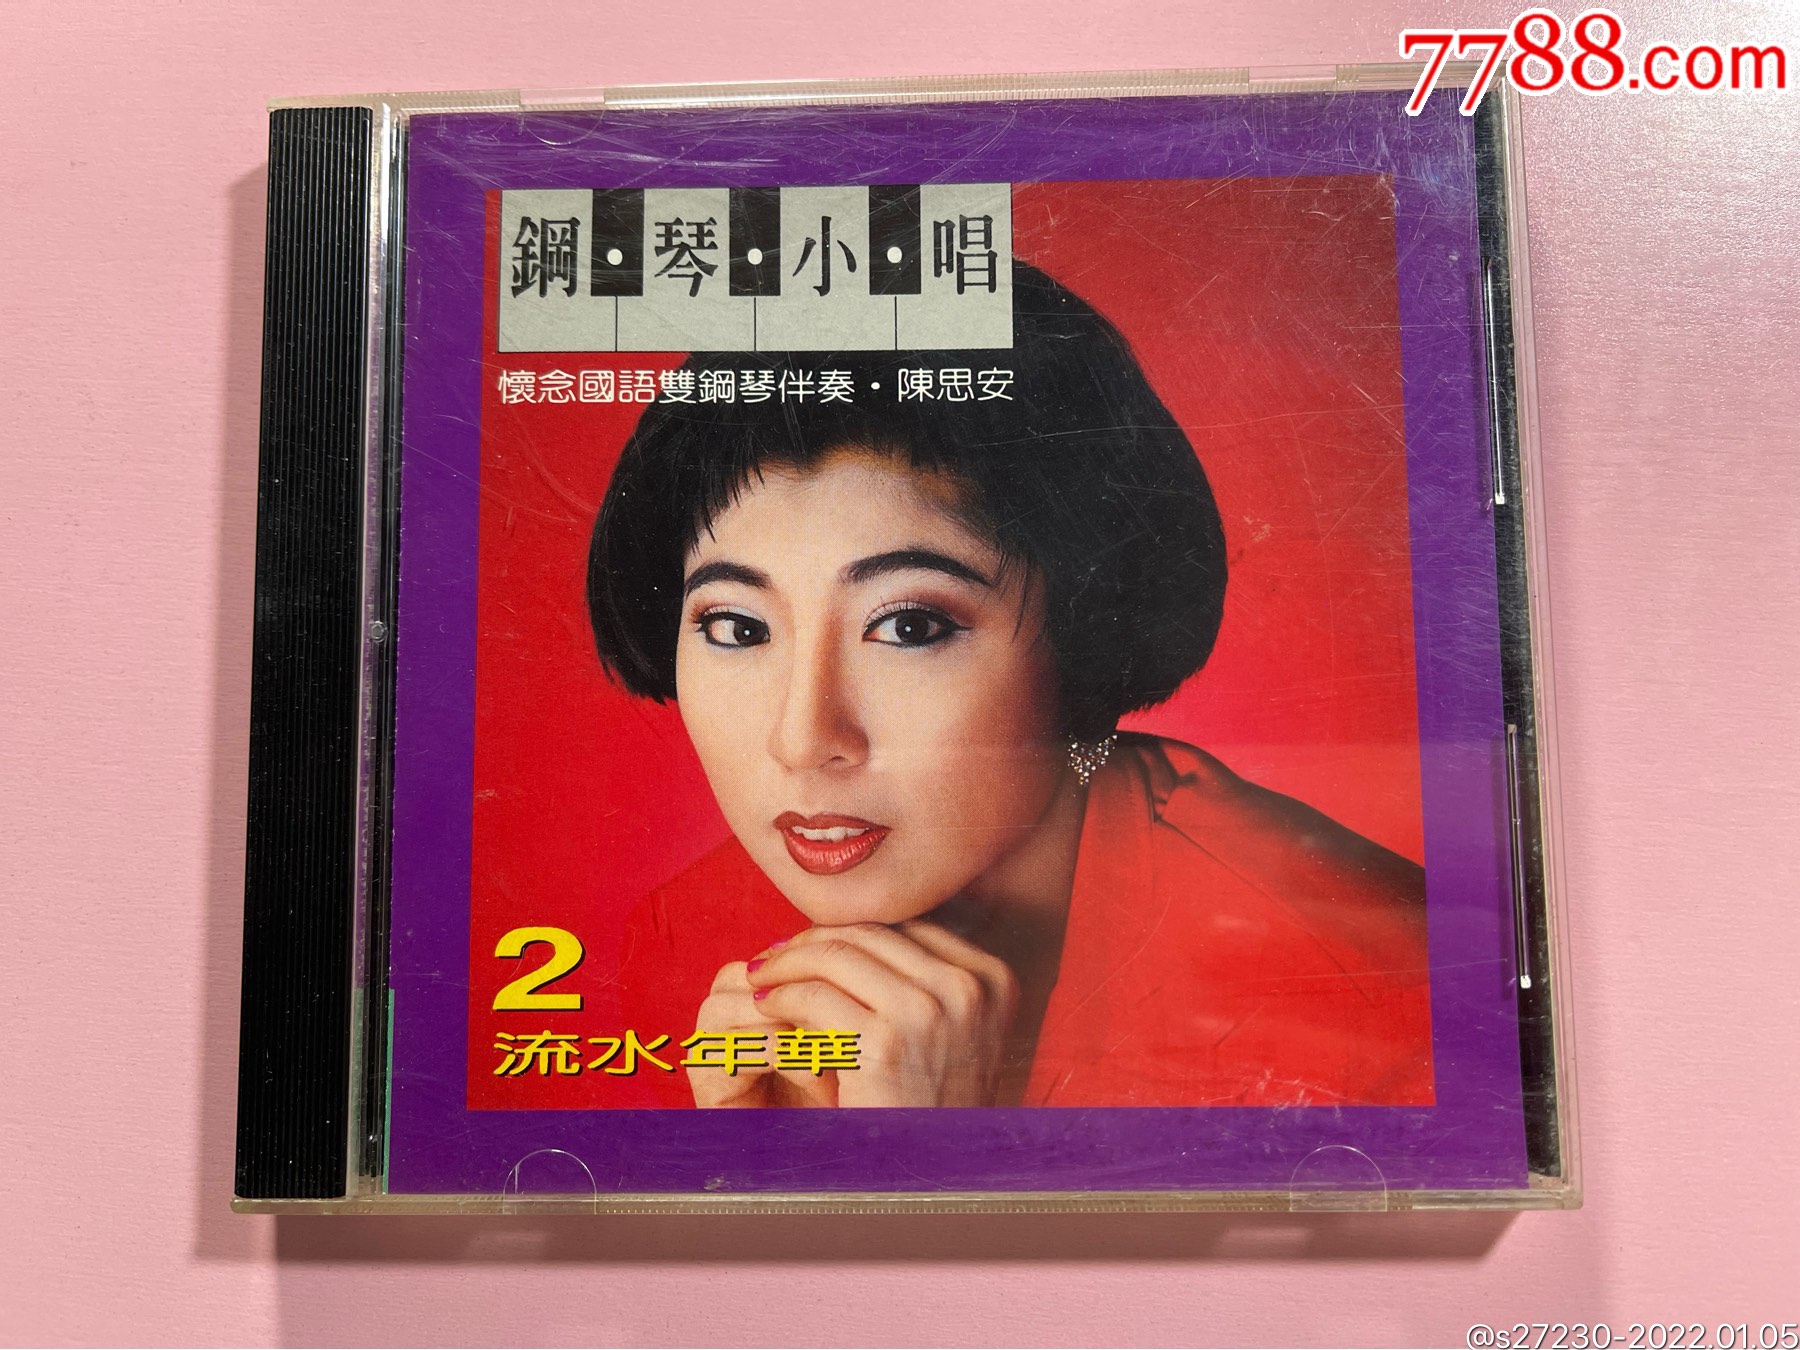 7788.com
鋼·琴·小·唱
懷念國語雙鋼琴伴奏·陳思安
2
流水年華
@s27230-2022.01.05